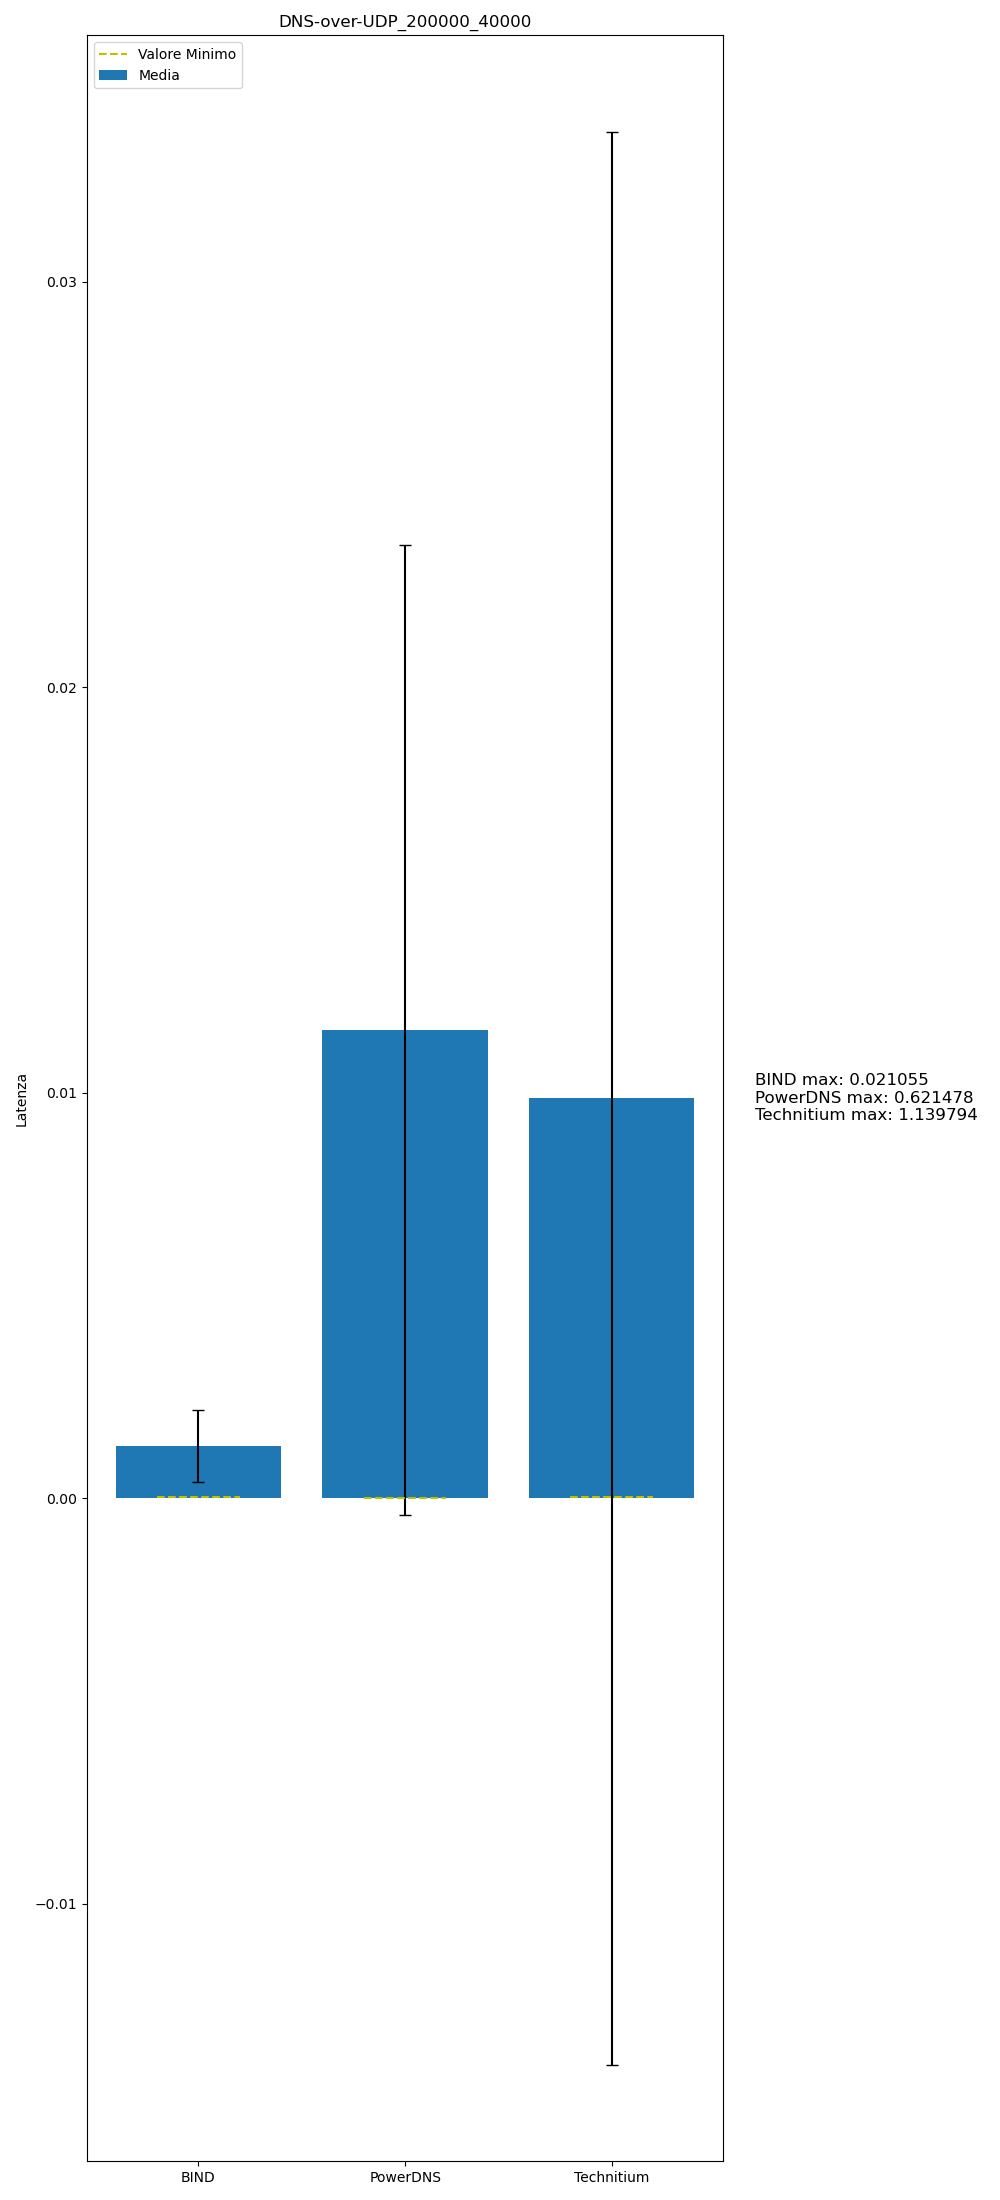 DNS-over-UDP_200000_40000
Valore Minimo
Media
0.03
0.02
0.01
0.00
−0.01
Latenza
BIND
PowerDNS
Technitium
BIND max: 0.021055
PowerDNS max: 0.621478
Technitium max: 1.139794